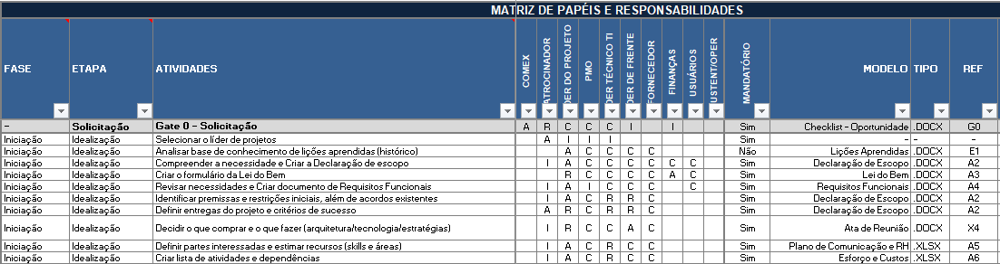 MATRIZ DE PAPÉIS E RESPONSABILIDADES
FASE ETAPA ATIVIDADES COMEX ATROCINADOR DER DO PROJETO PMO DER TÉCNICO TI DER DE FRENTE FORNECEDOR FINANÇAS USUÁRIOS USTENT/OPER MANDATÓRIO MODELO TIPO REF
- Solicitação Gate 0 - Solicitação A R C C C I I Sim Checklist - Oportunidade .DOCX G0
Iniciação Idealização Selecionar o líder de projetos A I I I Sim - - -
Iniciação Idealização Analisar base de conhecimento de lições aprendidas (histórico) A C C C C Não Lições Aprendidas .DOCX E1
Iniciação Idealização Compreender a necessidade e Criar a Declaração de escopo I A C C C C C C Sim Declaração de Escopo .DOCX A2
Iniciação Idealização Criar o formulário da Lei do Bem R C C C C A C Sim Lei do Bem .DOCX A3
Iniciação Idealização Revisar necessidades e Criar documento de Requisitos Funcionais I A I C C C C Sim Requisitos Funcionais .DOCX A4
Iniciação Idealização Identificar premissas e restrições iniciais, além de acordos existentes I A C R R C Sim Declaração de Escopo .DOCX A2
Iniciação Idealização Definir entregas do projeto e critérios de sucesso A R C R R C Sim Declaração de Escopo .DOCX A2
Iniciação Idealização Decidir o que comprar e o que fazer (arquitetura/tecnologia/estratégias) I R C C A C Sim Ata de Reunião .DOCX X4
Iniciação Idealização Definir partes interessadas e estimar recursos (skills e áreas) I A C R C C Sim Plano de Comunicação e RH .XLSX A5
Iniciação Idealização Criar lista de atividades e dependências I A C R C C Sim Esforço e Custos .XLSX A6